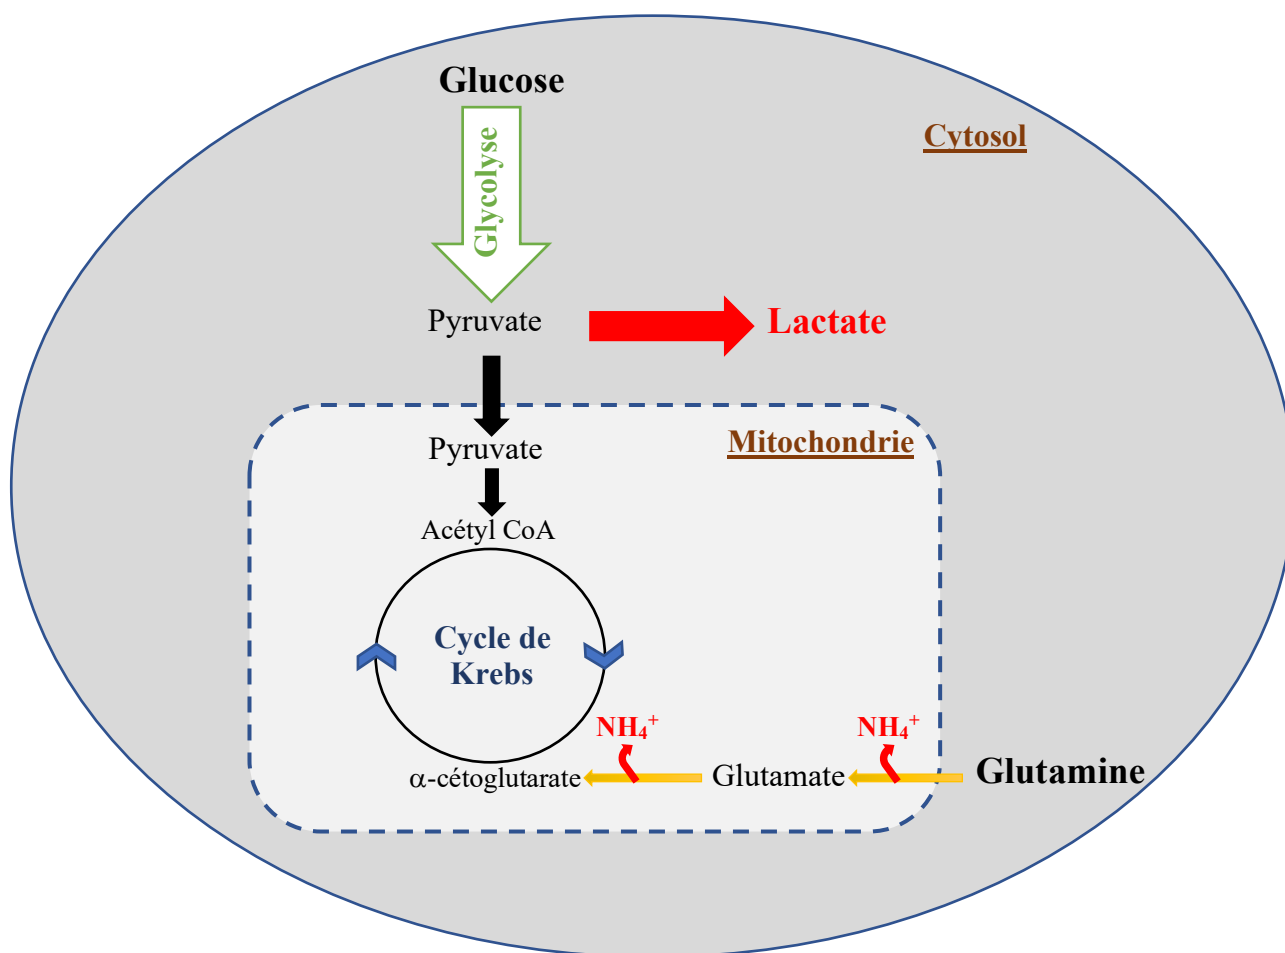 Glucose
Cytosol
Glycolyse
Pyruvate
Lactate
Mitochondrie
Pyruvate
Acétyl CoA
Cycle de
Krebs
NH₄⁺
NH₄⁺
α-cétoglutarate
Glutamate
Glutamine